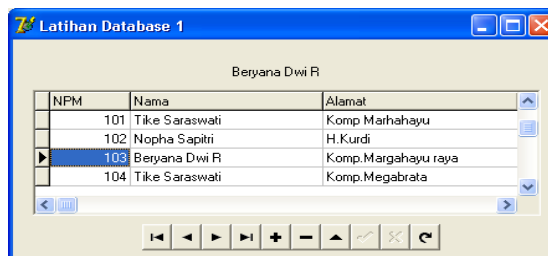 Latihan Database 1
Beryana Dwi R
NPM Nama Alamat
101 Tike Saraswati Komp Marhahayu
102 Nopha Sapitri H.Kurdi
103 Beryana Dwi R Komp.Margahayu raya
104 Tike Saraswati Komp.Megabrata